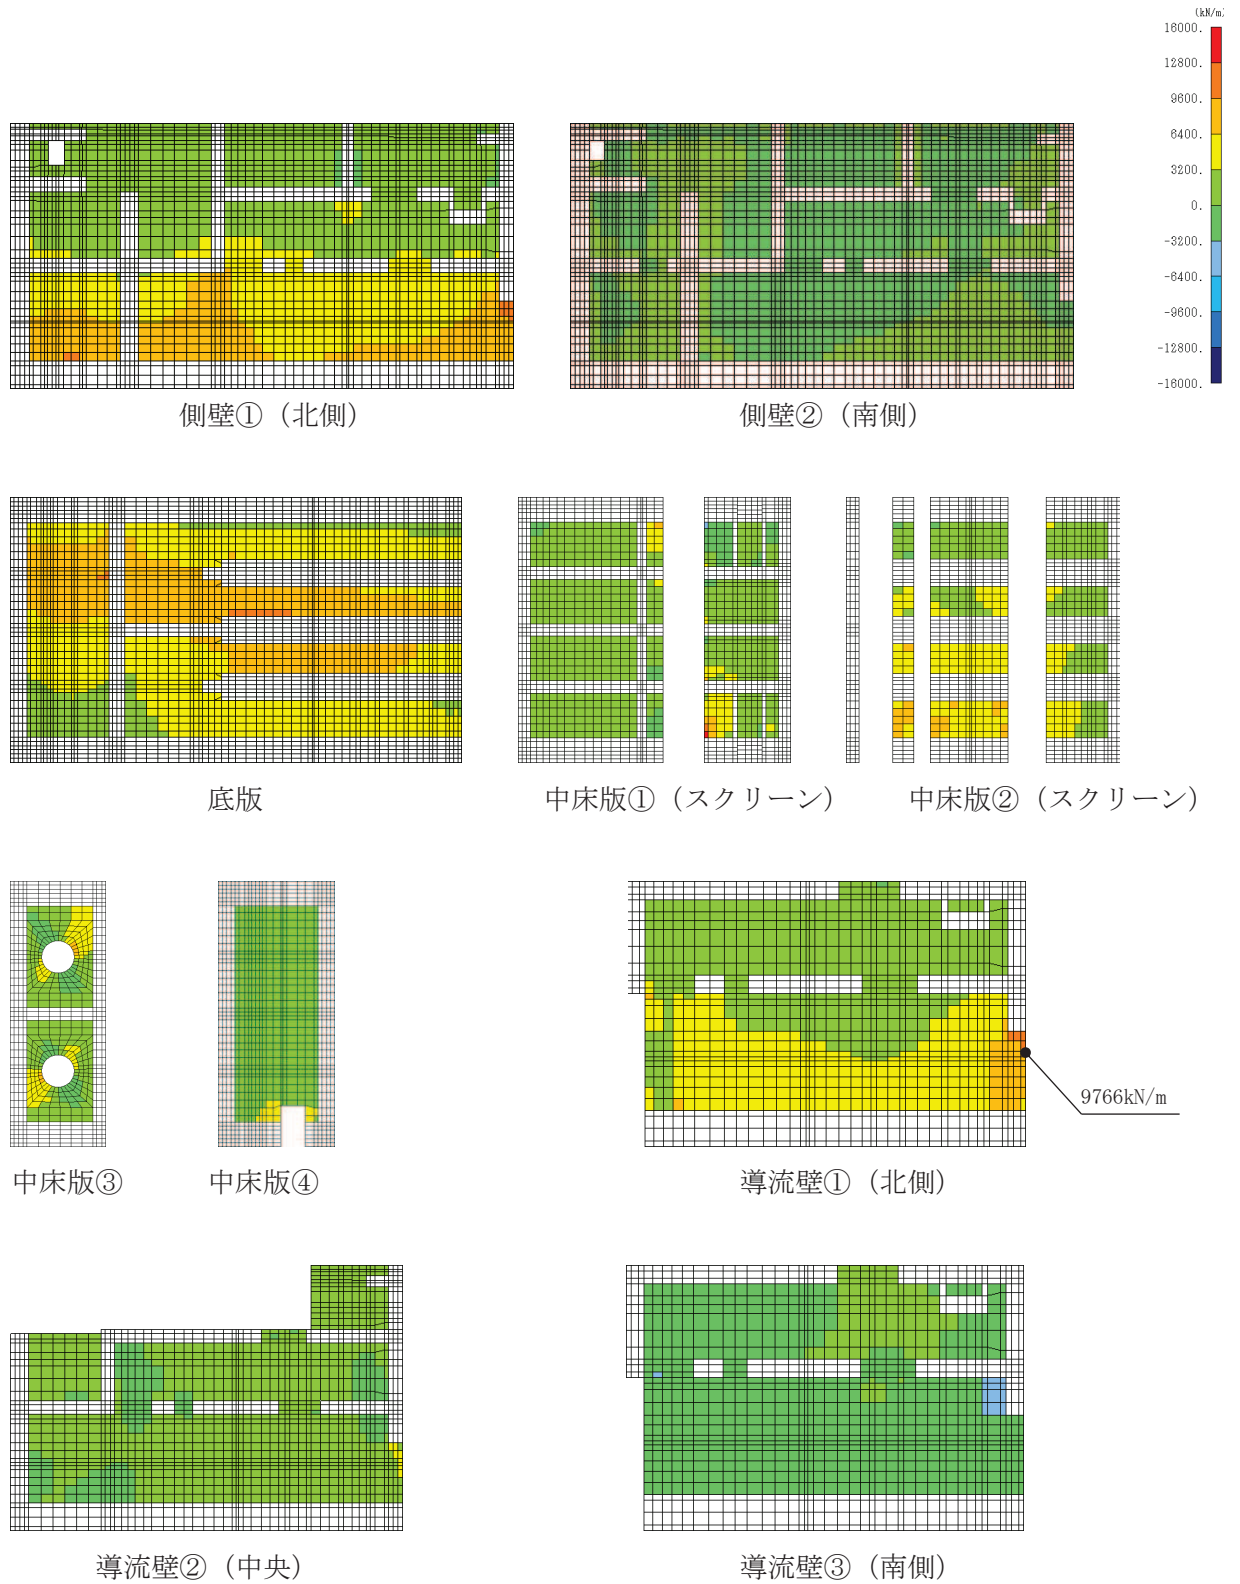 (kN/m)
16000.
12800.
9600.
6400.
3200.
0.
-3200.
-6400.
-9600.
-12800.
-16000.
側壁①（北側）
側壁②（南側）
底版
中床版①（スクリーン）
中床版②（スクリーン）
9766kN/m
中床版③
中床版④
導流壁①（北側）
導流壁②（中央）
導流壁③（南側）